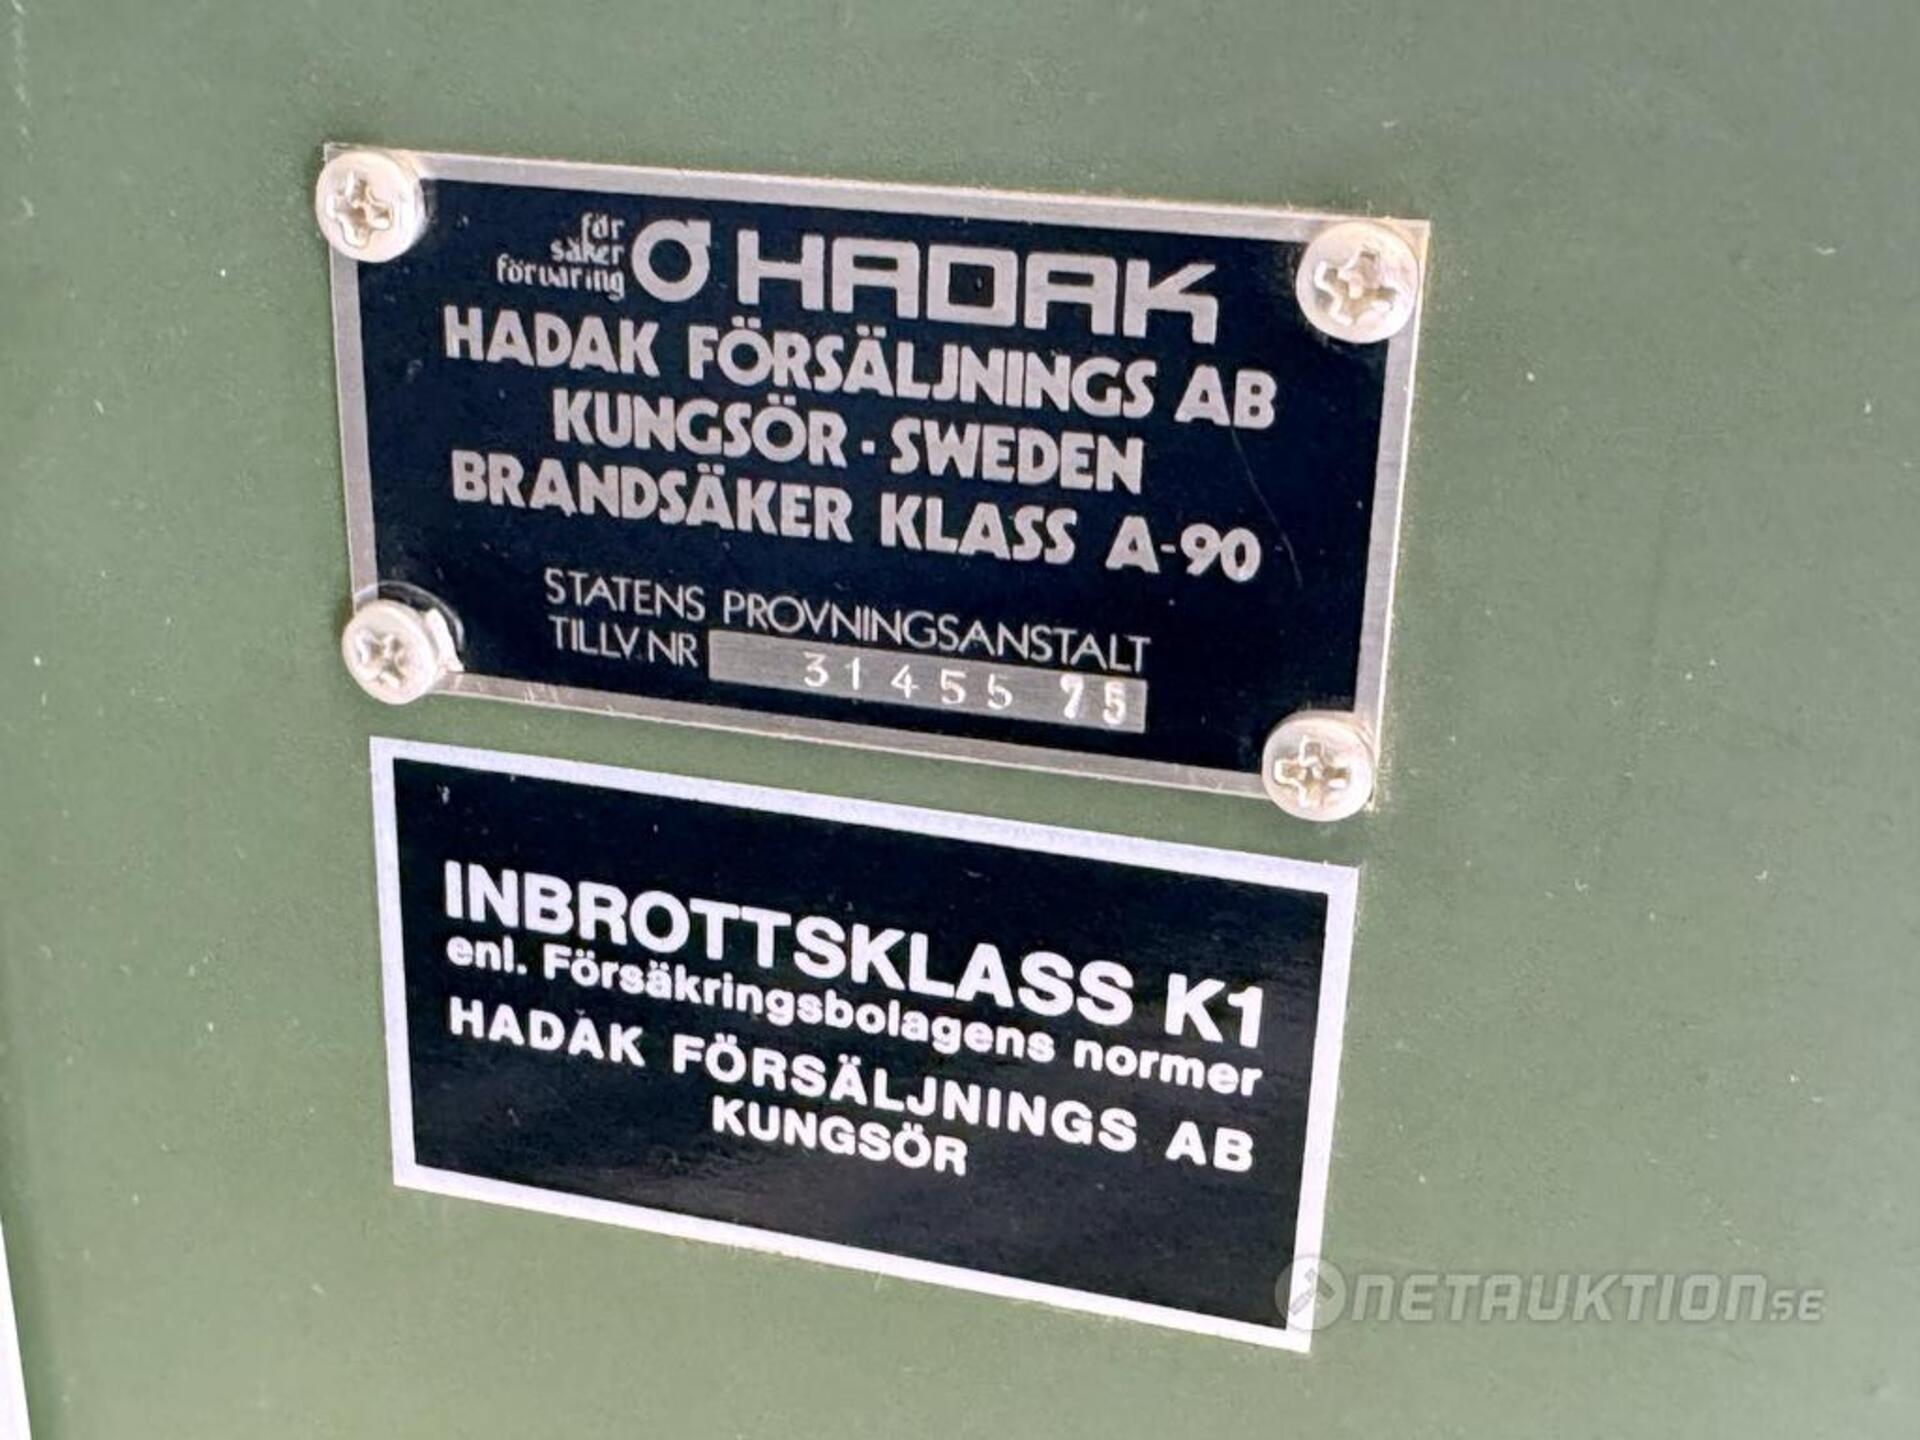 för
säker
förvaring
HADAK
HADAK FÖRSÄLJNINGS AB
KUNGSÖR · SWEDEN
BRANDSÄKER KLASS A-90
STATENS PROVNINGSANSTALT
TILLV NR 31455 75
INBROTTSKLASS K1
enl. Försäkringsbolagens normer
HADAK FÖRSÄLJNINGS AB
KUNGSÖR
NETAUKTION.SE